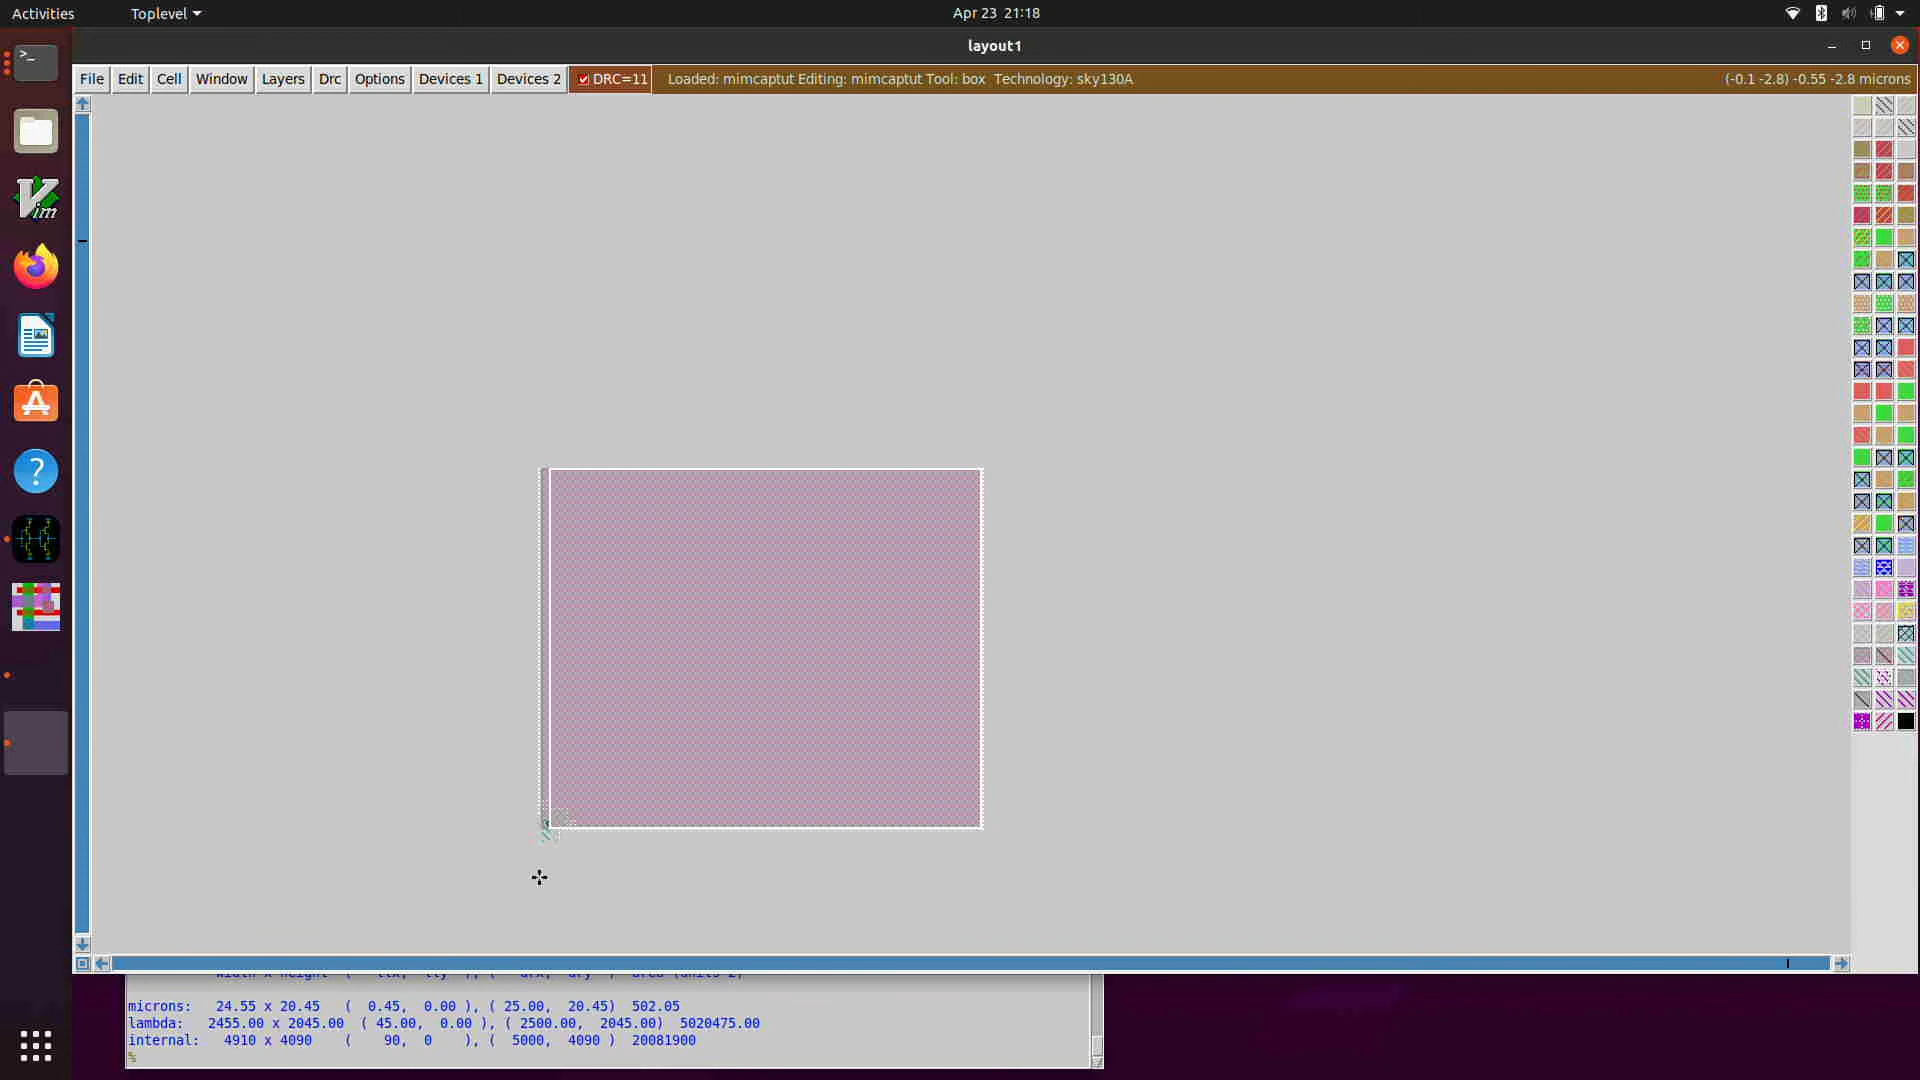 Activities Toplevel Apr 23 21:18
layout1
File Edit Cell Window Layers Drc Options Devices 1 Devices 2 DRC=11 Loaded: mimcaptut Editing: mimcaptut Tool: box Technology: sky130A (-0.1 -2.8) -0.55 -2.8 microns
microns: 24.55 x 20.45 ( 0.45, 0.00 ), ( 25.00, 20.45) 502.05
lambda: 2455.00 x 2045.00 ( 45.00, 0.00 ), ( 2500.00, 2045.00) 5020475.00
internal: 4910 x 4090 ( 90, 0 ), ( 5000, 4090 ) 20081900
%